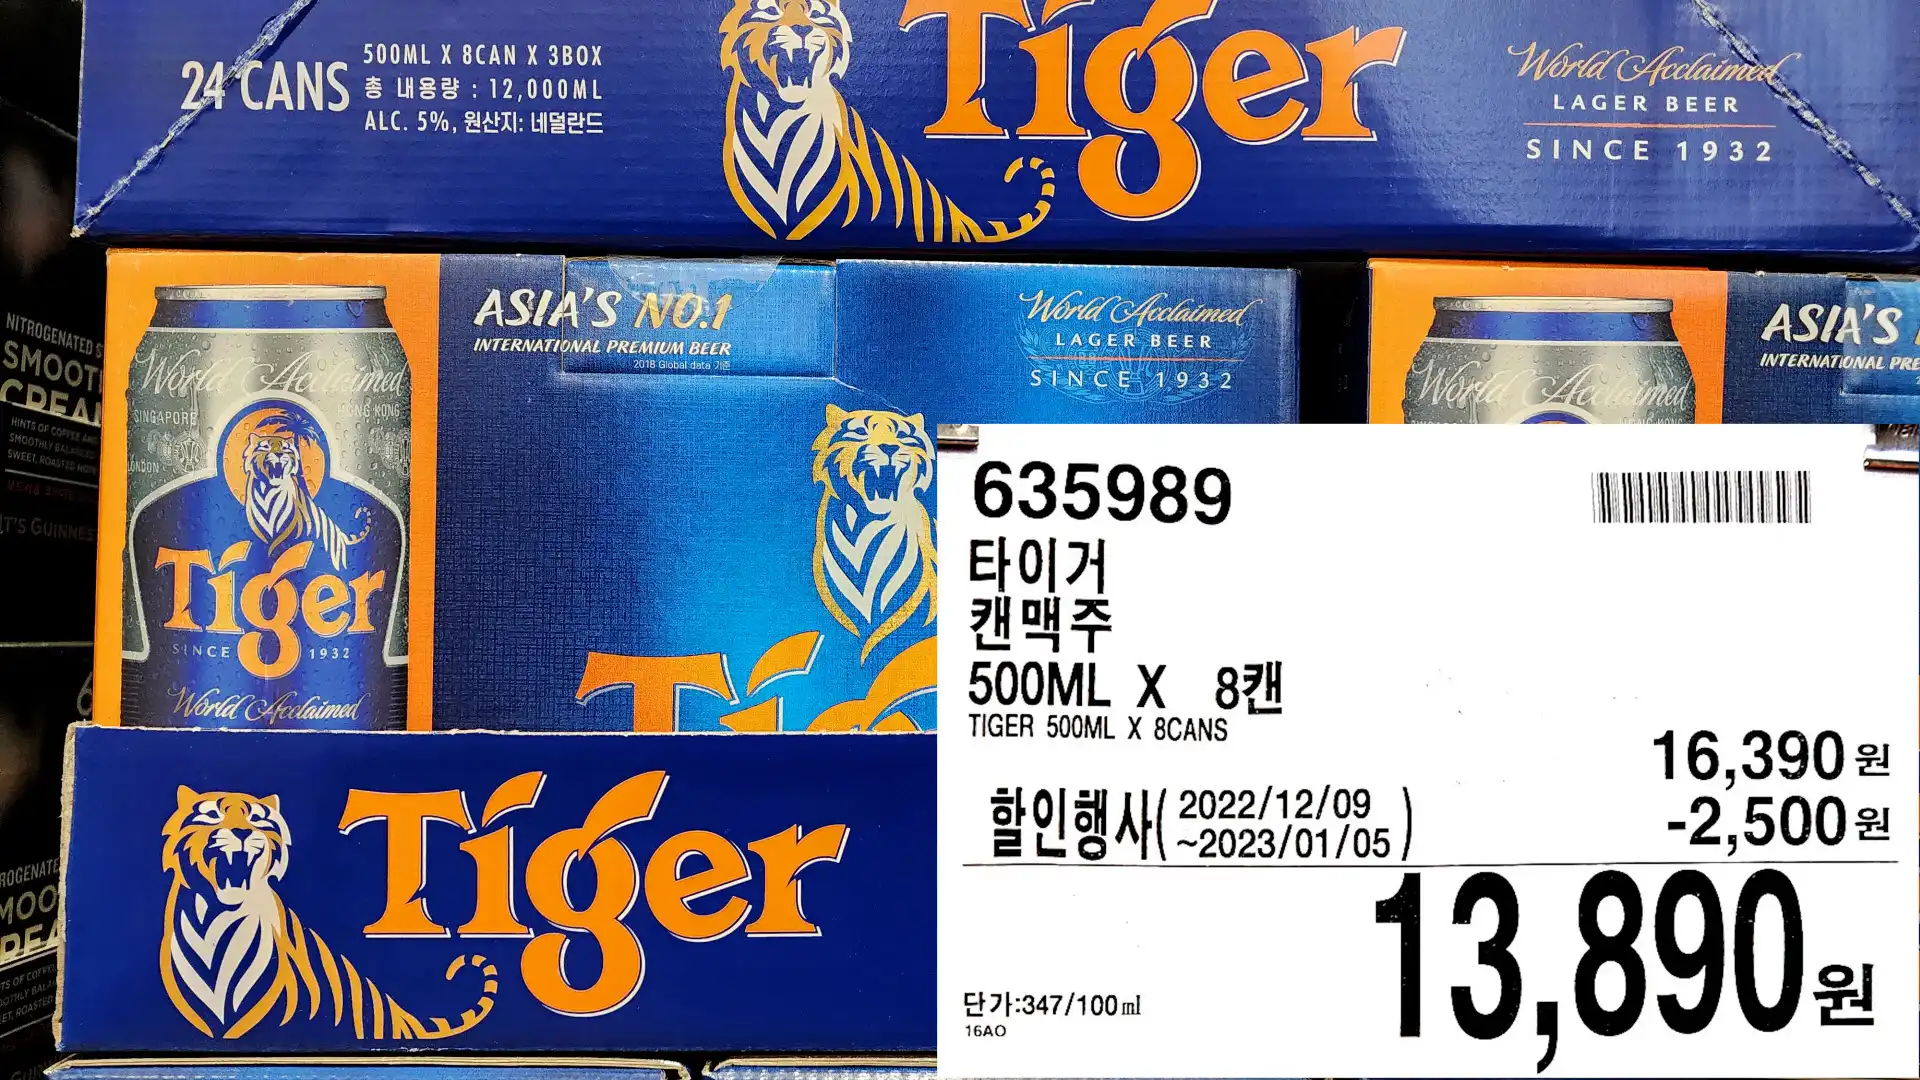 24 CANS
500ML X 8CAN X 3BOX
총 내용량 : 12,000ML
ALC. 5%, 원산지: 네덜란드
Tiger
World Acclaimed
LAGER BEER
SINCE 1932
ASIA'S NO.1
INTERNATIONAL PREMIUM BEER
2018 Global data 기준
World Acclaimed
LAGER BEER
SINCE 1932
World Acclaimed
SINGAPORE
HONG KONG
LONDON
Tiger
SINCE 1932
World Acclaimed
ASIA'S
INTERNATIONAL PRE
World Acclaimed
NITROGENATED S
SMOOT
CREA
HINTS OF COFFEE AND
SMOOTHLY BALANCED
SWEET, ROASTED NOTE
IT'S GUINNES
Tiger
635989
타이거
캔맥주
500ML X 8캔
TIGER 500ML X 8CANS
16,390원
할인행사( 2022/12/09 ~2023/01/05 ) -2,500원
13,890원
단가:347/100ml
16AO